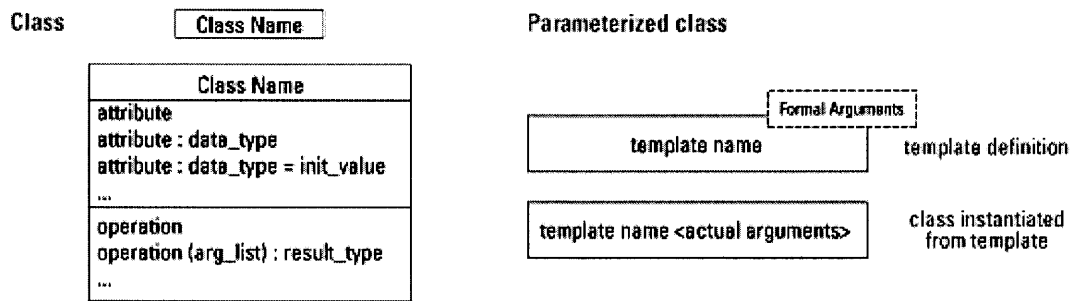 Class
Class Name
Class Name
attribute
attribute : data_type
attribute : data_type = init_value
...
operation
operation (arg_list) : result_type
...
Parameterized class
Formal Arguments
template name
template definition
template name <actual arguments>
class instantiated
from template